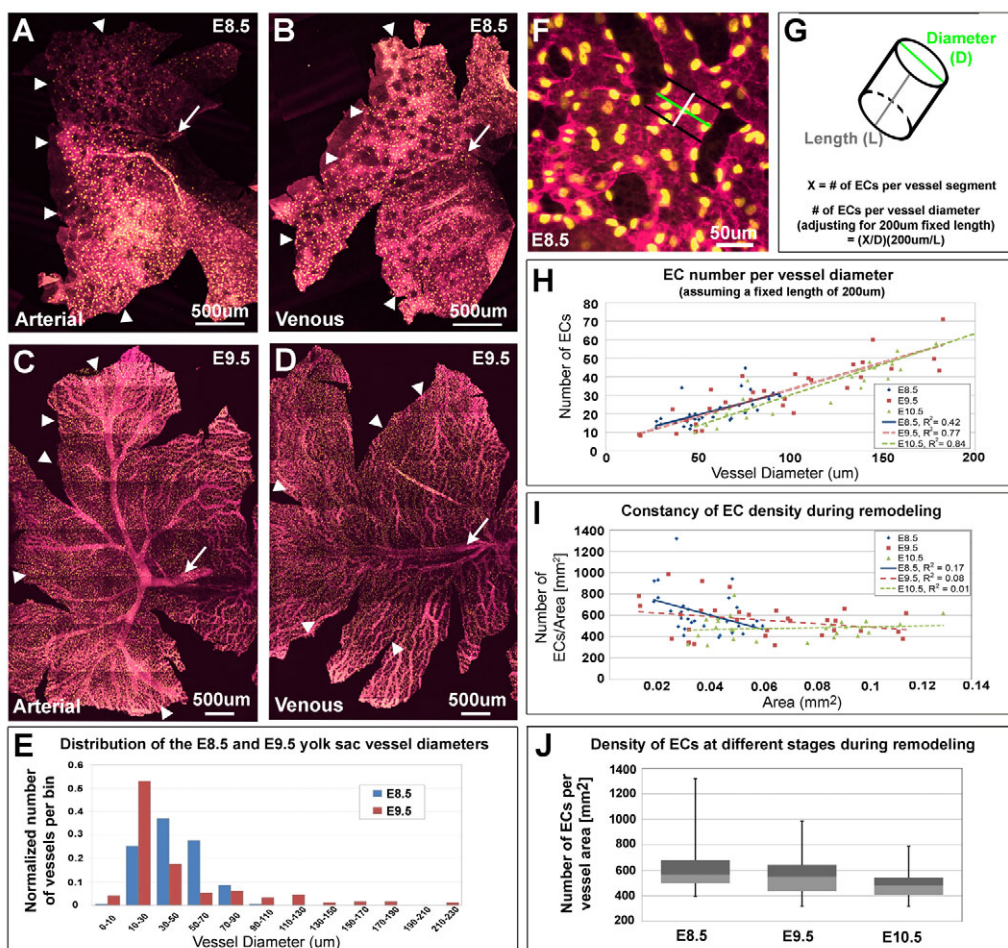 A
E8.5
Arterial
500um
B
E8.5
Venous
500um
C
E9.5
Arterial
500um
D
E9.5
Venous
500um
E
Distribution of the E8.5 and E9.5 yolk sac vessel diameters
Normalized number
of vessels per bin
0.6
0.5
0.4
0.3
0.2
0.1
0
E8.5
E9.5
0-10
10-30
30-50
50-70
70-90
90-110
110-130
130-150
150-170
170-190
190-210
210-230
Vessel Diameter (um)
F
E8.5
50um
G
Diameter
(D)
Length (L)
X = # of ECs per vessel segment
# of ECs per vessel diameter
(adjusting for 200um fixed length)
= (X/D)(200um/L)
H
EC number per vessel diameter
(assuming a fixed length of 200um)
Number of ECs
80
70
60
50
40
30
20
10
0
E8.5
E9.5
E10.5
E8.5, R²= 0.42
E9.5, R²= 0.77
E10.5, R²= 0.84
0 50 100 150 200
Vessel Diameter (um)
I
Constancy of EC density during remodeling
Number of
ECs/Area [mm²]
1400
1200
1000
800
600
400
200
0
E8.5
E9.5
E10.5
E8.5, R² = 0.17
E9.5, R² = 0.08
E10.5, R² = 0.01
0.02 0.04 0.06 0.08 0.1 0.12 0.14
Area (mm²)
J
Density of ECs at different stages during remodeling
Number of ECs per
vessel area [mm²]
1400
1200
1000
800
600
400
200
E8.5 E9.5 E10.5